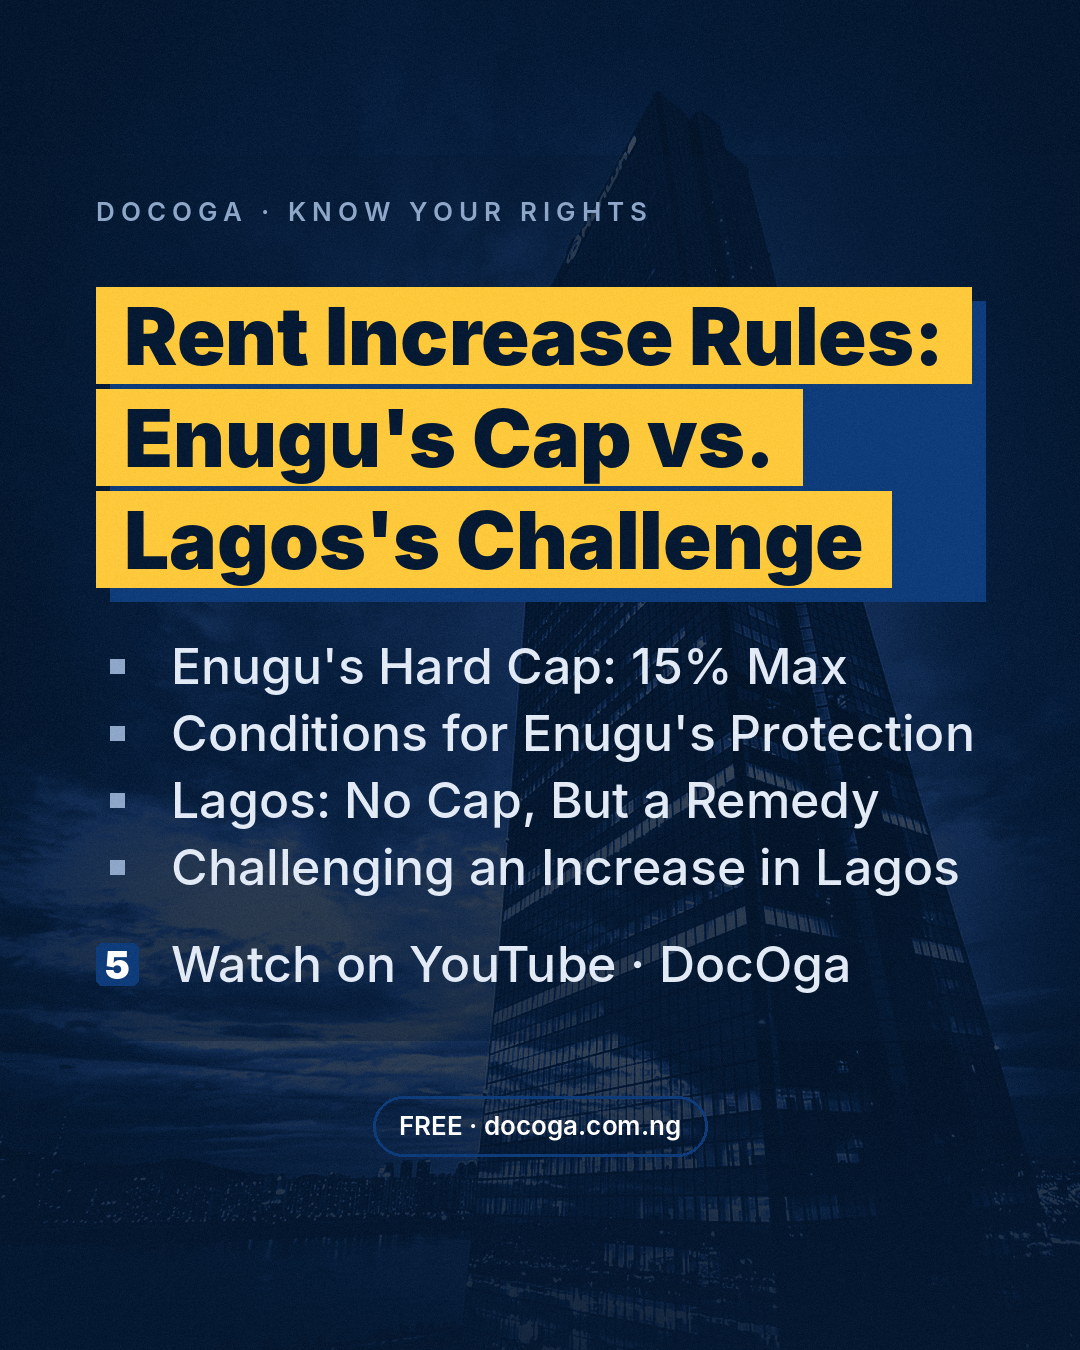 DOCOGA · KNOW YOUR RIGHTS
Rent Increase Rules:
Enugu's Cap vs.
Lagos's Challenge
Enugu's Hard Cap: 15% Max
Conditions for Enugu's Protection
Lagos: No Cap, But a Remedy
Challenging an Increase in Lagos
5 Watch on YouTube · DocOga
FREE · docoga.com.ng